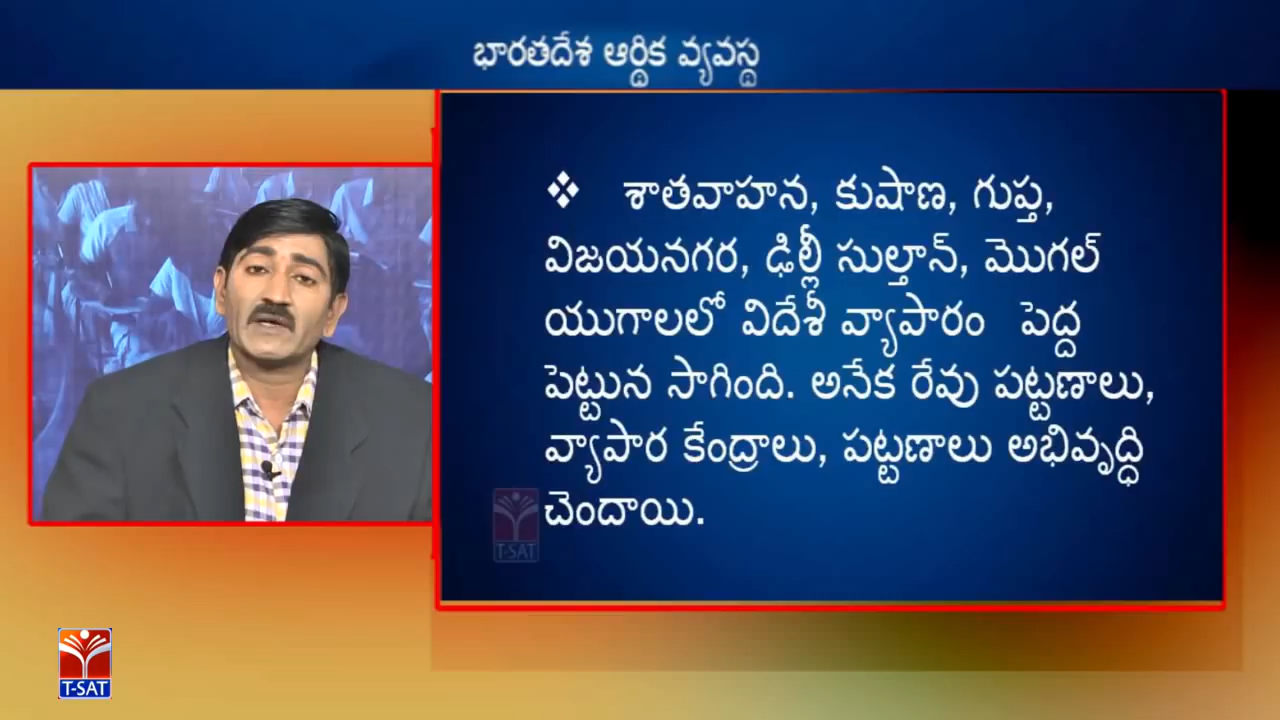 భారతదేశ ఆర్థిక వ్యవస్థ
❖ శాతవాహన, కుషాణ, గుప్త,
విజయనగర, ఢిల్లీ సుల్తాన్, మొగల్
యుగాలలో విదేశీ వ్యాపారం పెద్ద
పెట్టున సాగింది. అనేక రేవు పట్టణాలు,
వ్యాపార కేంద్రాలు, పట్టణాలు అభివృద్ధి
చెందాయి.
T-SAT
T-SAT